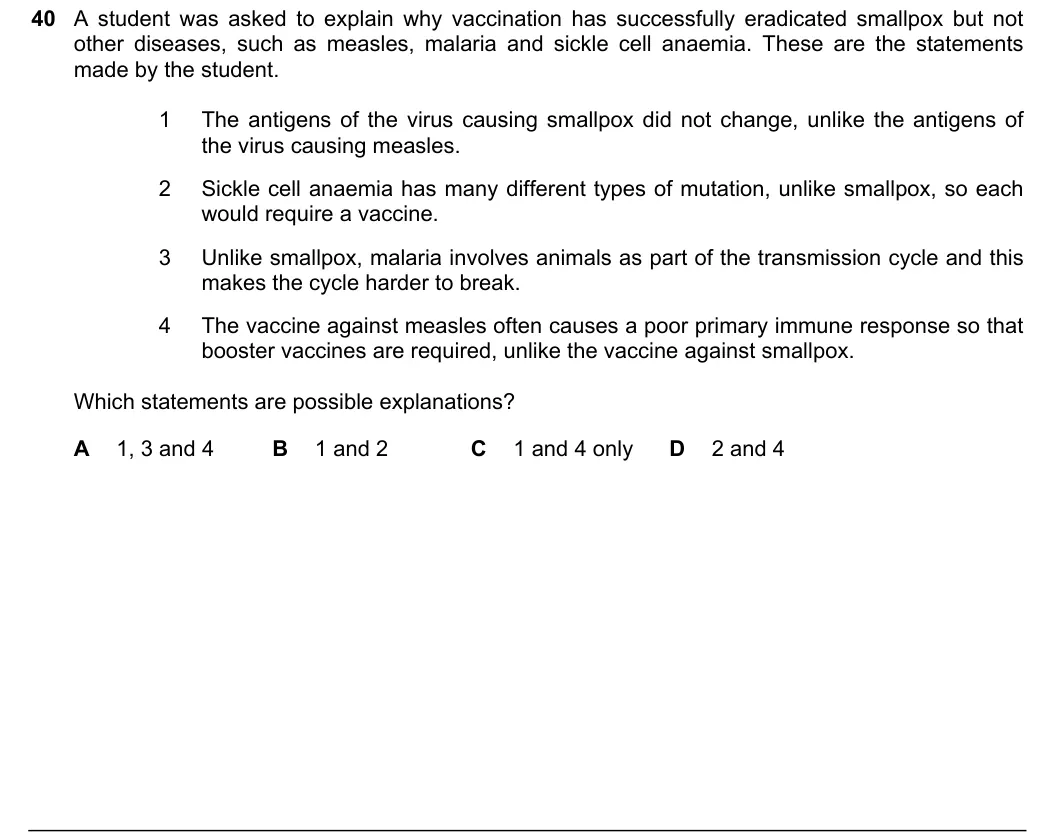 40 A student was asked to explain why vaccination has successfully eradicated smallpox but not
other diseases, such as measles, malaria and sickle cell anaemia. These are the statements
made by the student.
1 The antigens of the virus causing smallpox did not change, unlike the antigens of
the virus causing measles.
2 Sickle cell anaemia has many different types of mutation, unlike smallpox, so each
would require a vaccine.
3 Unlike smallpox, malaria involves animals as part of the transmission cycle and this
makes the cycle harder to break.
4 The vaccine against measles often causes a poor primary immune response so that
booster vaccines are required, unlike the vaccine against smallpox.
Which statements are possible explanations?
A 1, 3 and 4 B 1 and 2 C 1 and 4 only D 2 and 4